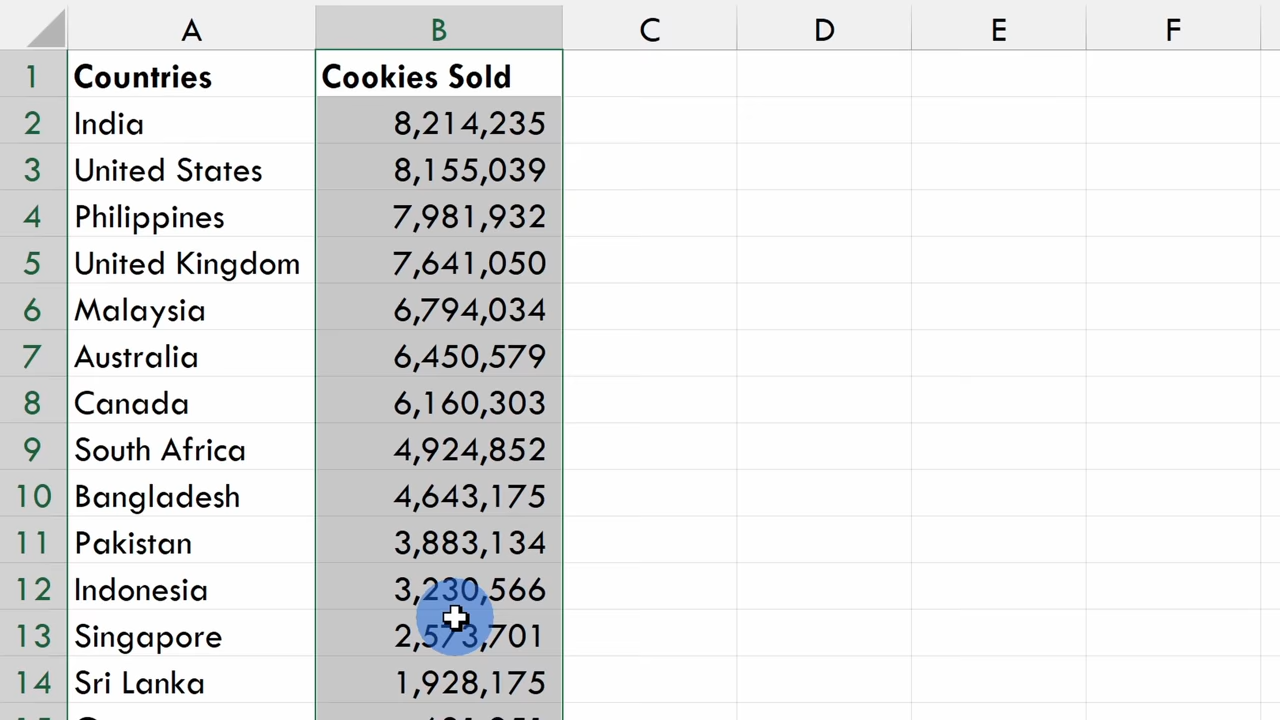 A B C D E F
1 Countries Cookies Sold
2 India 8,214,235
3 United States 8,155,039
4 Philippines 7,981,932
5 United Kingdom 7,641,050
6 Malaysia 6,794,034
7 Australia 6,450,579
8 Canada 6,160,303
9 South Africa 4,924,852
10 Bangladesh 4,643,175
11 Pakistan 3,883,134
12 Indonesia 3,230,566
13 Singapore 2,573,701
14 Sri Lanka 1,928,175